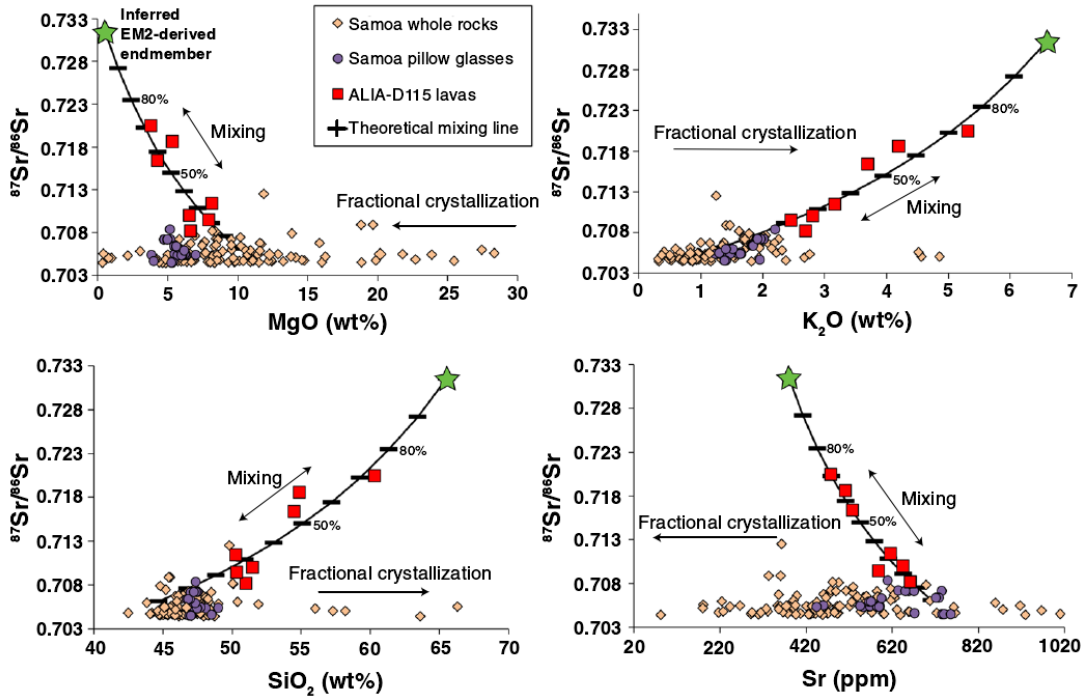 0.733
0.728
0.723
0.718
0.713
0.708
0.703
87Sr/86Sr
Inferred
EM2-derived
endmember
80%
50%
Mixing
Fractional crystallization
0 5 10 15 20 25 30
MgO (wt%)
Samoa whole rocks
Samoa pillow glasses
ALIA-D115 lavas
Theoretical mixing line
0.733
0.728
0.723
0.718
0.713
0.708
0.703
87Sr/86Sr
Fractional crystallization
80%
50%
Mixing
0 1 2 3 4 5 6 7
K2O (wt%)
0.733
0.728
0.723
0.718
0.713
0.708
0.703
87Sr/86Sr
80%
50%
Mixing
Fractional crystallization
40 45 50 55 60 65 70
SiO2 (wt%)
0.733
0.728
0.723
0.718
0.713
0.708
0.703
87Sr/86Sr
80%
50%
Mixing
Fractional crystallization
20 220 420 620 820 1020
Sr (ppm)